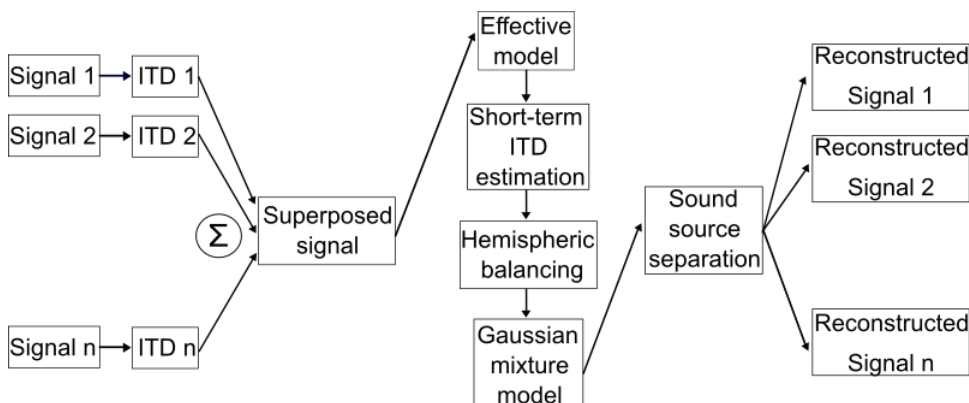 Signal 1
ITD 1
Signal 2
ITD 2
Σ
Signal n
ITD n
Superposed
signal
Effective
model
Short-term
ITD
estimation
Hemispheric
balancing
Gaussian
mixture
model
Sound
source
separation
Reconstructed
Signal 1
Reconstructed
Signal 2
Reconstructed
Signal n